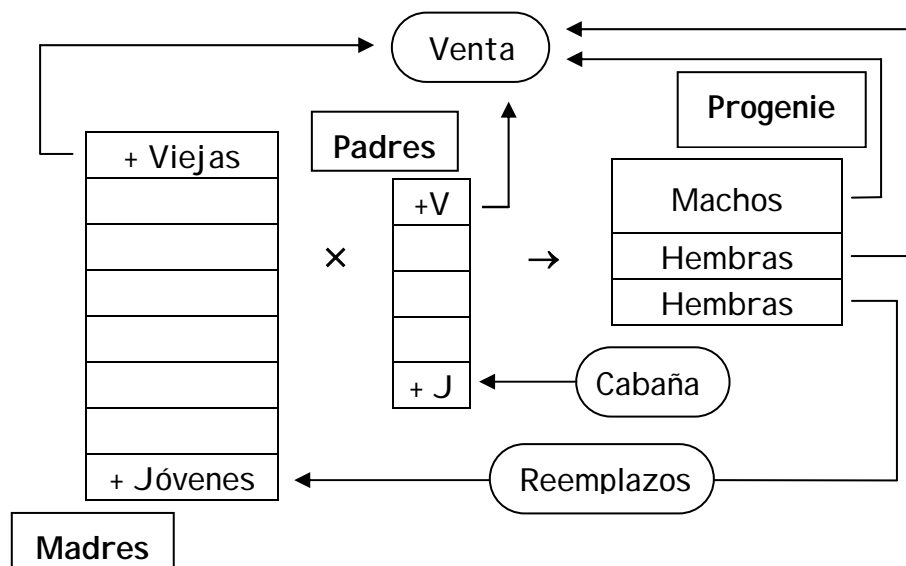 Venta
Progenie
Padres
+ Viejas
+V
Machos
×
→
Hembras
Hembras
+ J
Cabaña
+ Jóvenes
Reemplazos
Madres